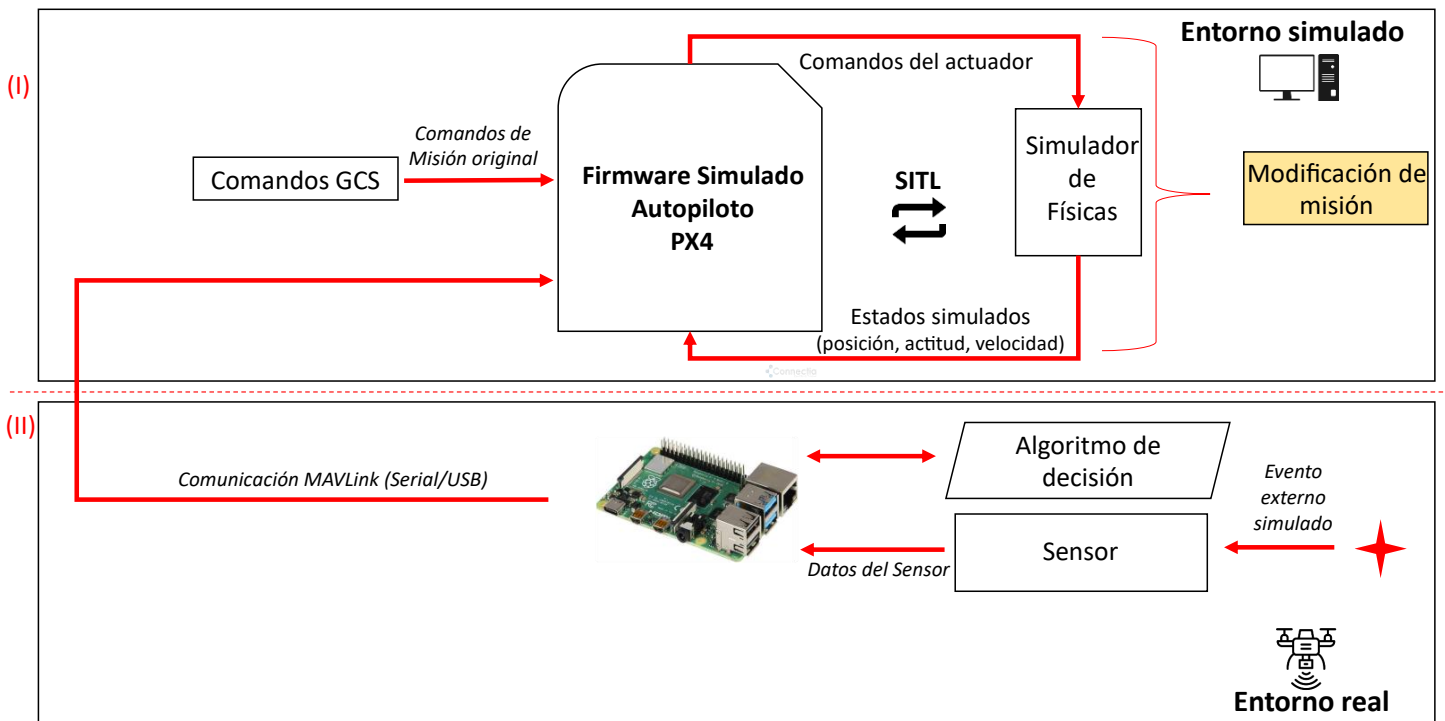 (I)
Entorno simulado
Comandos del actuador
Comandos de
Misión original
Comandos GCS
Firmware Simulado
Autopiloto
PX4
SITL
Simulador
de
Físicas
Modificación de
misión
Estados simulados
(posición, actitud, velocidad)
Connectia
(II)
Comunicación MAVLink (Serial/USB)
Algoritmo de
decisión
Evento
externo
simulado
Sensor
Datos del Sensor
Entorno real